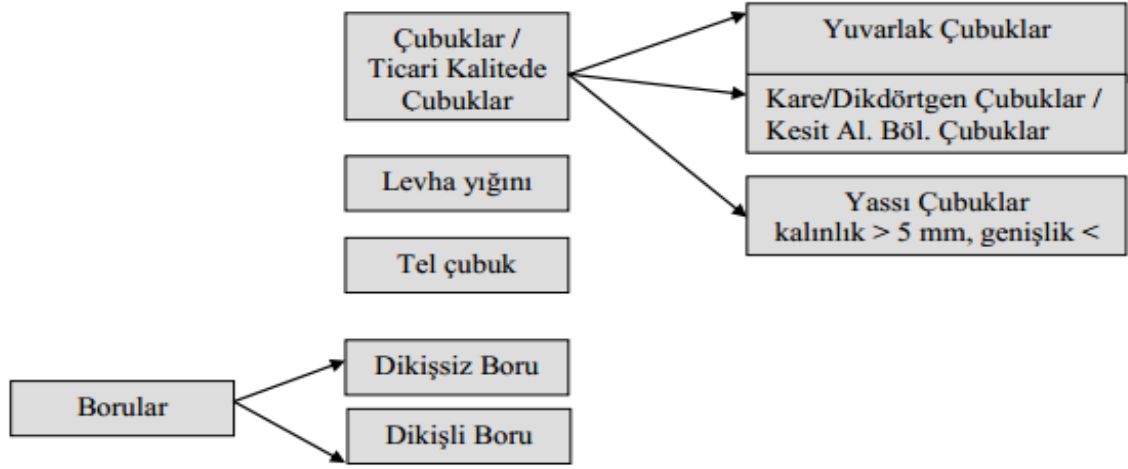 Çubuklar /
Ticari Kalitede
Çubuklar
Yuvarlak Çubuklar
Kare/Dikdörtgen Çubuklar /
Kesit Al. Böl. Çubuklar
Levha yığını
Yassı Çubuklar
kalınlık > 5 mm, genişlik <
Tel çubuk
Dikişsiz Boru
Borular
Dikişli Boru